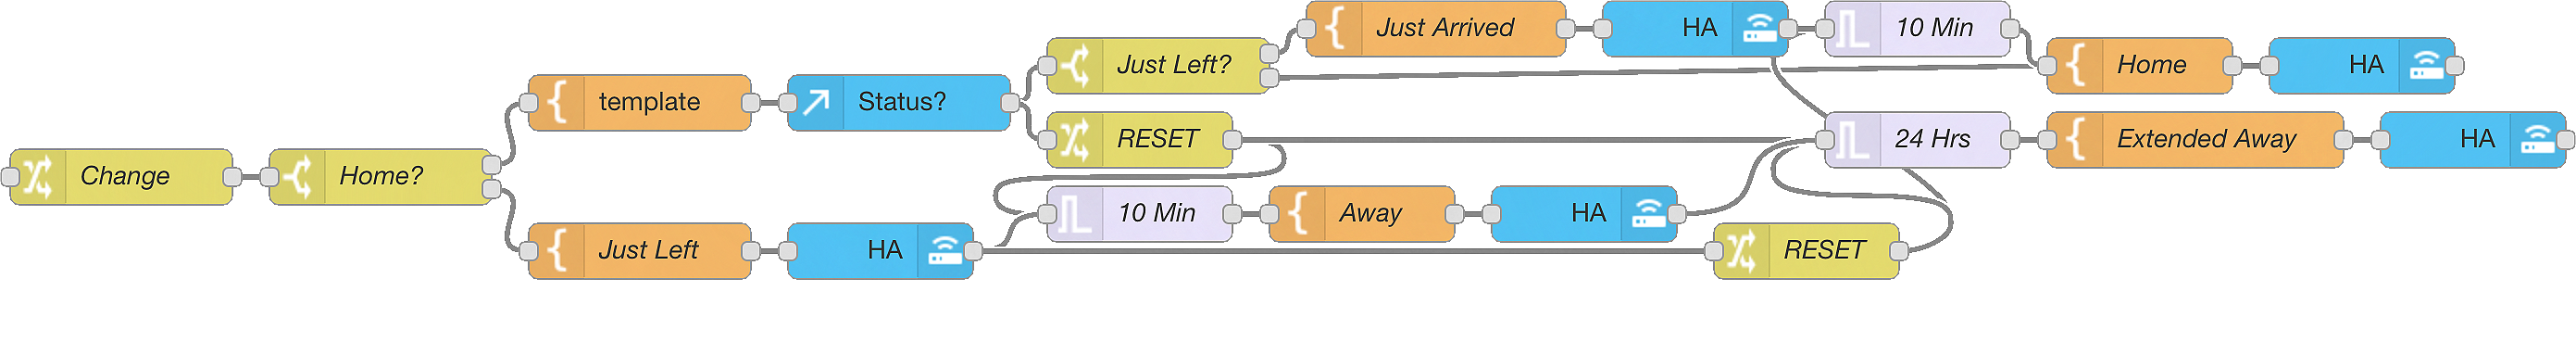 Just Arrived
HA
10 Min
Just Left?
Home
HA
template
Status?
RESET
24 Hrs
Extended Away
HA
Change
Home?
10 Min
Away
HA
Just Left
HA
RESET